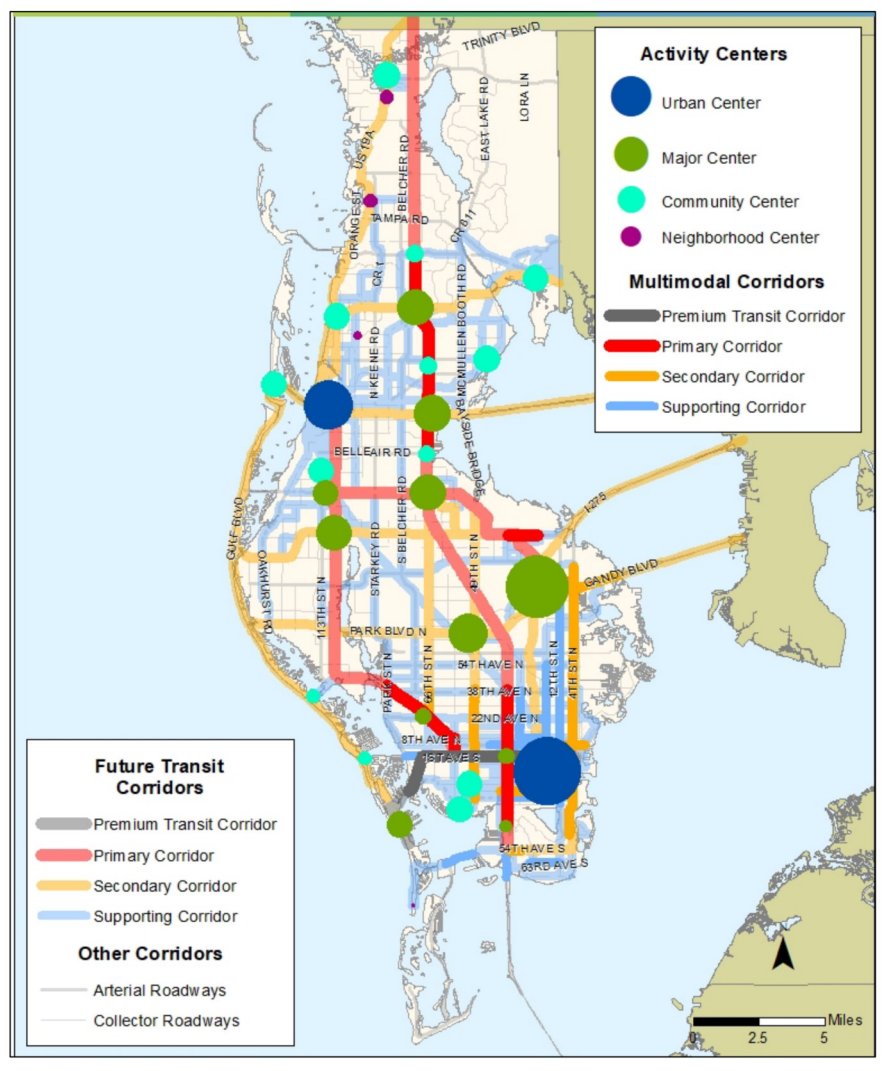 TRINITY BLVD
EAST LAKE RD
LORA LN
US 19A
BELCHER RD
ORANGE ST
TAMPA RD
CR 811
CR 1
N KEENE RD
MCMULLEN BOOTH RD
BAYSIDE BRIDGE
BELLEAIR RD
S BELCHER RD
STARKEY RD
GULF BLVD
OAKHURST RD
113TH ST N
49TH ST N
I-275
GANDY BLVD
PARK BLVD N
66TH ST N
PARK ST N
54TH AVE N
38TH AVE N
22ND AVE N
12TH ST N
4TH ST N
8TH AVE N
1ST AVE S
54TH AVE S
63RD AVE S
Activity Centers
Urban Center
Major Center
Community Center
Neighborhood Center
Multimodal Corridors
Premium Transit Corridor
Primary Corridor
Secondary Corridor
Supporting Corridor
Future Transit
Corridors
Premium Transit Corridor
Primary Corridor
Secondary Corridor
Supporting Corridor
Other Corridors
Arterial Roadways
Collector Roadways
Miles
0 2.5 5